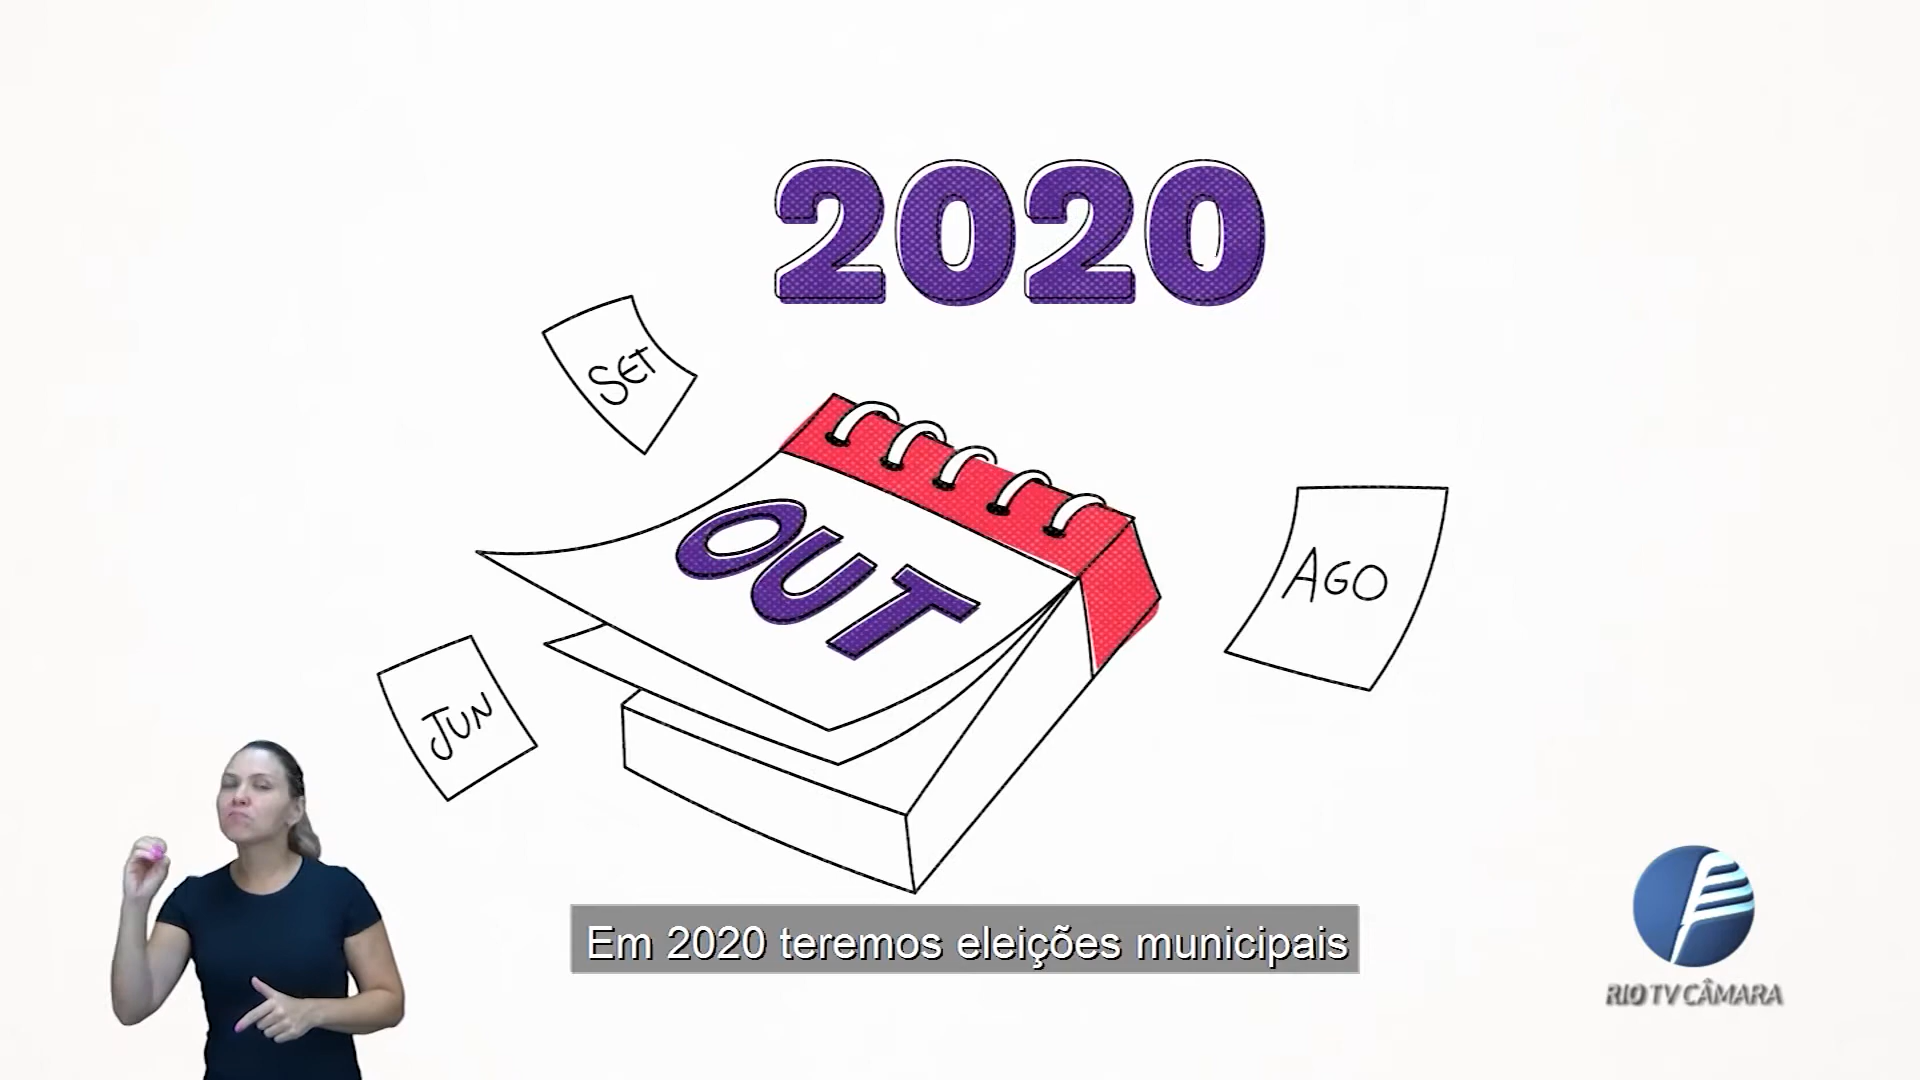 2020
SET
OUT
AGO
JUN
Em 2020 teremos eleições municipais
RIO TV CÂMARA